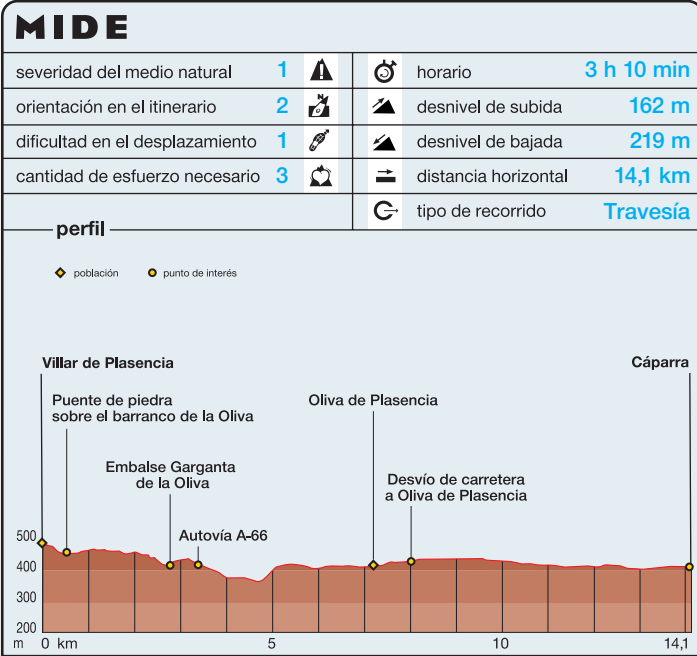 MIDE
severidad del medio natural 1
horario 3 h 10 min
orientación en el itinerario 2
desnivel de subida 162 m
dificultad en el desplazamiento 1
desnivel de bajada 219 m
cantidad de esfuerzo necesario 3
distancia horizontal 14,1 km
tipo de recorrido Travesía
perfil
población
punto de interés
Villar de Plasencia
Cáparra
Puente de piedra
sobre el barranco de la Oliva
Oliva de Plasencia
Embalse Garganta
de la Oliva
Desvío de carretera
a Oliva de Plasencia
Autovía A-66
500
400
300
200
m 0 km 5 10 14,1